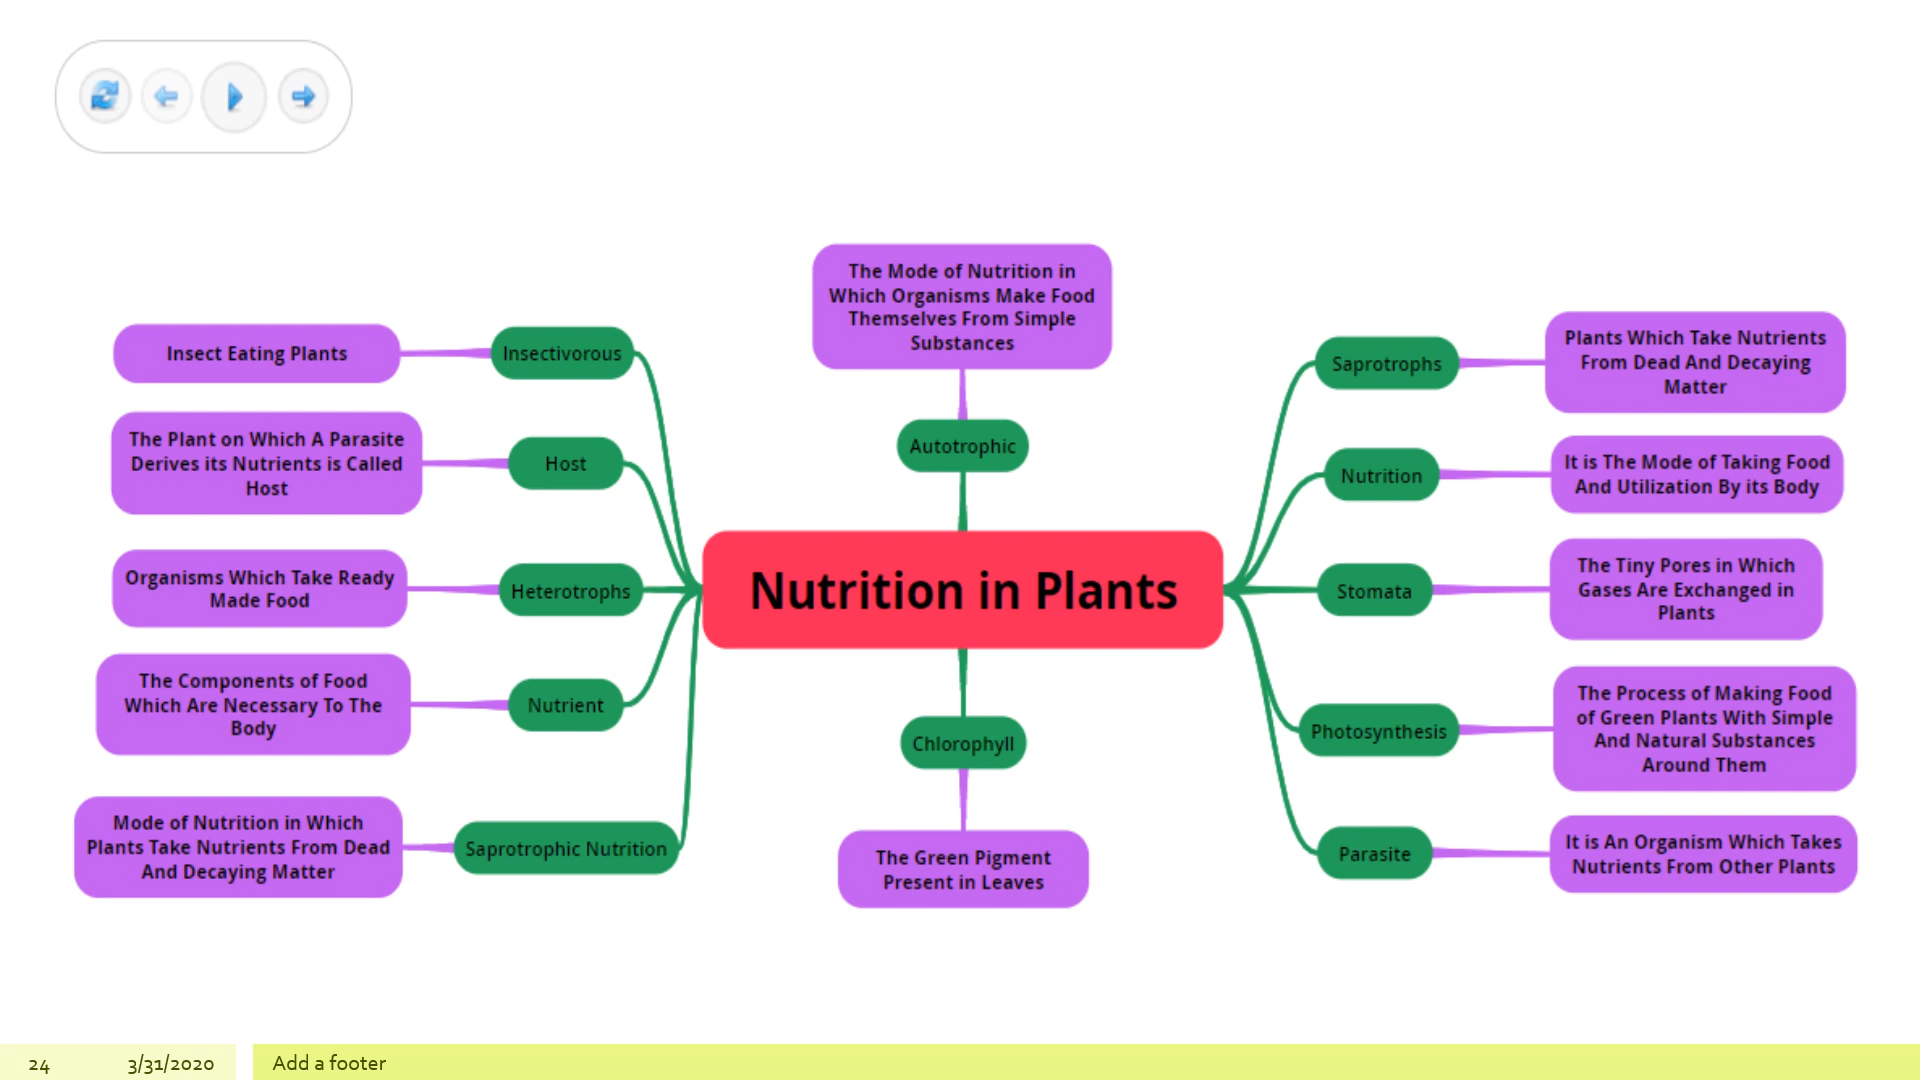 The Mode of Nutrition in
Which Organisms Make Food
Themselves From Simple
Substances
Autotrophic
Insect Eating Plants
Insectivorous
The Plant on Which A Parasite
Derives its Nutrients is Called
Host
Host
Organisms Which Take Ready
Made Food
Heterotrophs
The Components of Food
Which Are Necessary To The
Body
Nutrient
Mode of Nutrition in Which
Plants Take Nutrients From Dead
And Decaying Matter
Saprotrophic Nutrition
Nutrition in Plants
Chlorophyll
The Green Pigment
Present in Leaves
Saprotrophs
Plants Which Take Nutrients
From Dead And Decaying
Matter
Nutrition
It is The Mode of Taking Food
And Utilization By its Body
Stomata
The Tiny Pores in Which
Gases Are Exchanged in
Plants
Photosynthesis
The Process of Making Food
of Green Plants With Simple
And Natural Substances
Around Them
Parasite
It is An Organism Which Takes
Nutrients From Other Plants
24
3/31/2020
Add a footer